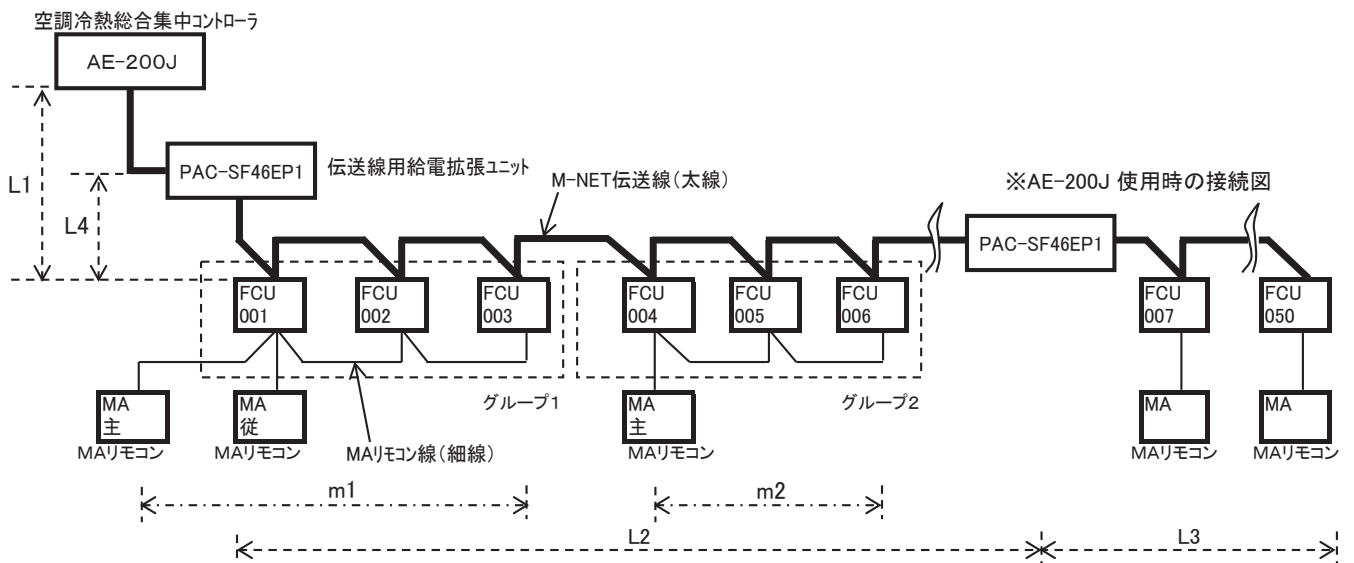 空調冷熱総合集中コントローラ
AE-200J
L1
L4
PAC-SF46EP1
伝送線用給電拡張ユニット
M-NET伝送線(太線)
※AE-200J 使用時の接続図
PAC-SF46EP1
FCU
001
FCU
002
FCU
003
FCU
004
FCU
005
FCU
006
FCU
007
FCU
050
グループ1
グループ2
MA
主
MAリモコン
MA
従
MAリモコン
MAリモコン線(細線)
MA
主
MAリモコン
MA
MAリモコン
MA
MAリモコン
m1
m2
L2
L3